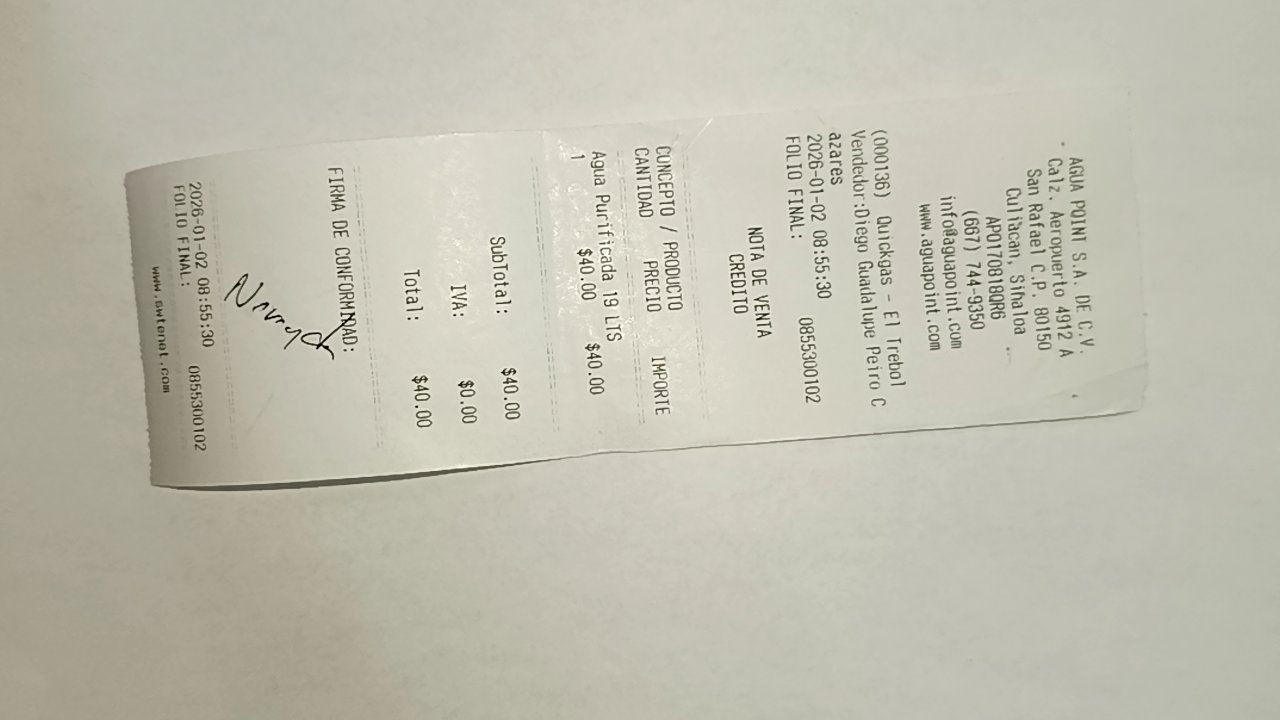 AGUA POINT S.A. DE C.V.
Calz. Aeropuerto 4912 A
San Rafael C.P. 80150
Culiacan, Sinaloa
APO170818QR6
(667) 744-9350
info@aguapoint.com
www.aguapoint.com
(000136) Quickgas - El Trebol
Vendedor:Diego Guadalupe Peiro C
azares
2026-01-02 08:55:30
FOLIO FINAL: 0855300102
NOTA DE VENTA
CREDITO
CONCEPTO / PRODUCTO
CANTIDAD PRECIO IMPORTE
Agua Purificada 19 LTS
1 $40.00 $40.00
SubTotal: $40.00
IVA: $0.00
Total: $40.00
FIRMA DE CONFORMIDAD:
2026-01-02 08:55:30
FOLIO FINAL: 0855300102